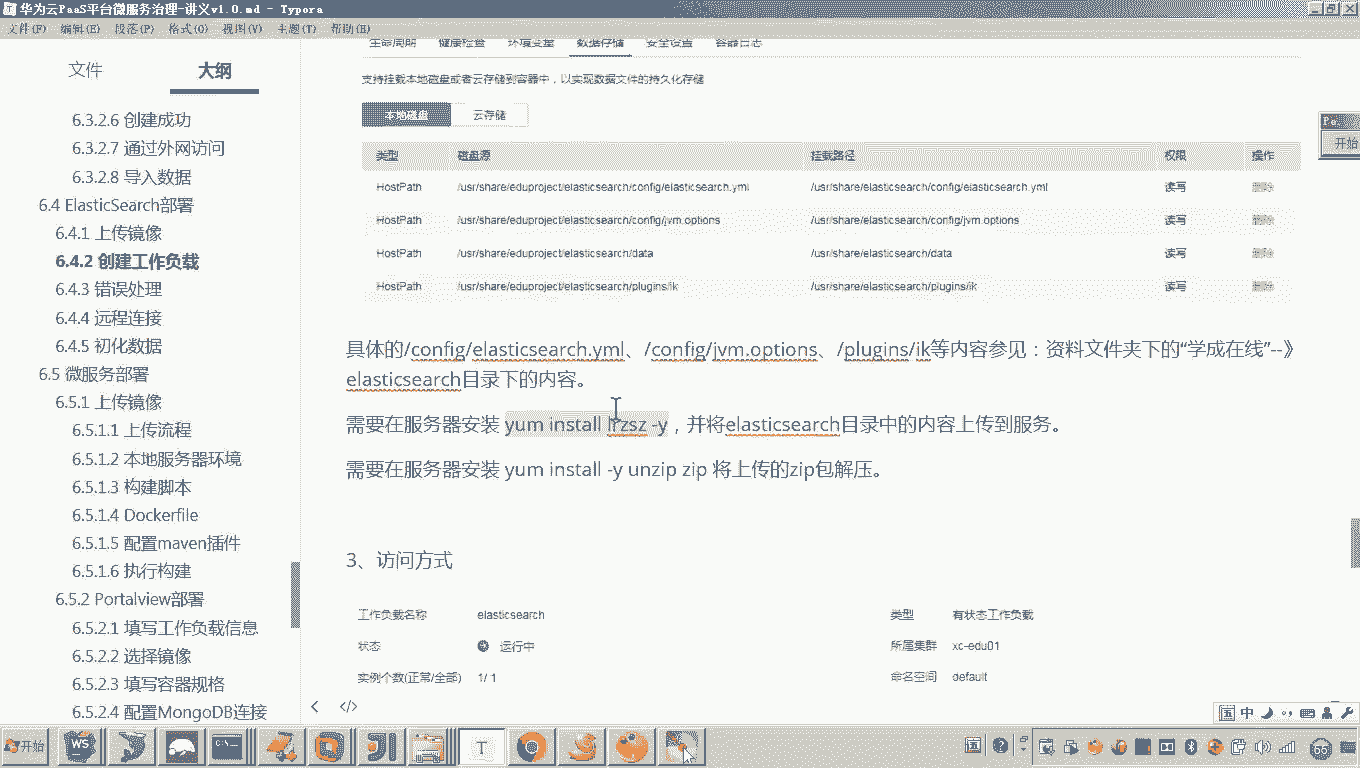 华为云PaaS平台微服务治理-讲义v1.0.md - Typora
文件(F) 编辑(E) 段落(P) 格式(O) 视图(V) 主题(T) 帮助(H)
文件 大纲
6.3.2.6 创建成功
6.3.2.7 通过外网访问
6.3.2.8 导入数据
6.4 ElasticSearch部署
6.4.1 上传镜像
6.4.2 创建工作负载
6.4.3 错误处理
6.4.4 远程连接
6.4.5 初化数据
6.5 微服务部署
6.5.1 上传镜像
6.5.1.1 上传流程
6.5.1.2 本地服务器环境
6.5.1.3 构建脚本
6.5.1.4 Dockerfile
6.5.1.5 配置maven插件
6.5.1.6 执行构建
6.5.2 Portalview部署
6.5.2.1 填写工作负载信息
6.5.2.2 选择镜像
6.5.2.3 填写容器规格
6.5.2.4 配置MongoDB连接
生命周期 健康检查 环境变量 数据存储 安全设置 容器日志
支持挂载本地磁盘或者云存储到容器中，以实现数据文件的持久化存储
本地磁盘 云存储
类型 磁盘源 挂载路径 权限 操作
HostPath /usr/share/eduproject/elasticsearch/config/elasticsearch.yml /usr/share/elasticsearch/config/elasticsearch.yml 读写 删除
HostPath /usr/share/eduproject/elasticsearch/config/jvm.options /usr/share/elasticsearch/config/jvm.options 读写 删除
HostPath /usr/share/eduproject/elasticsearch/data /usr/share/elasticsearch/data 读写 删除
HostPath /usr/share/eduproject/elasticsearch/plugins/ik /usr/share/elasticsearch/plugins/ik 读写 删除
具体的/config/elasticsearch.yml、/config/jvm.options、/plugins/ik等内容参见：资料文件夹下的“学成在线”--》
elasticsearch目录下的内容。
需要在服务器安装 yum install lrzsz -y，并将elasticsearch目录中的内容上传到服务。
需要在服务器安装 yum install -y unzip zip 将上传的zip包解压。
3、访问方式
工作负载名称 elasticsearch 类型 有状态工作负载
状态 运行中 所属集群 xc-edu01
实例个数(正常/全部) 1/ 1 命名空间 default
Pa.
开始
中
开始
WS
T
66